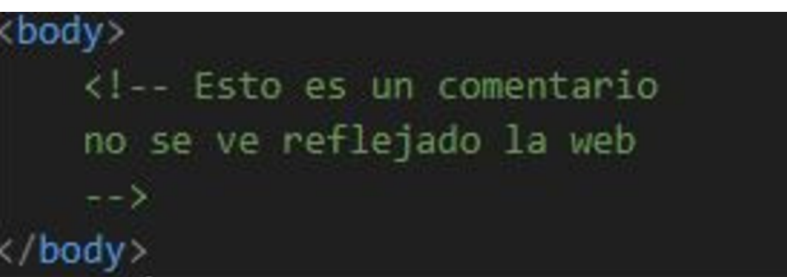 <body>
<!-- Esto es un comentario
no se ve reflejado la web
-->
</body>